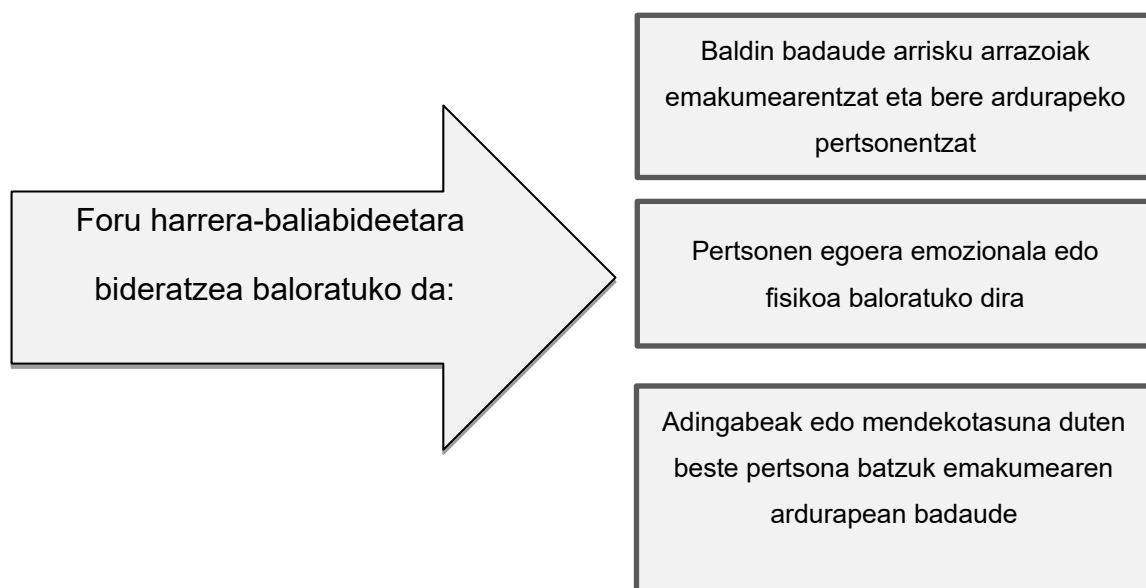 Foru harrera-baliabideetara
bideratzea baloratuko da:
Baldin badaude arrisku arrazoiak
emakumearentzat eta bere ardurapeko
pertsonentzat
Pertsonen egoera emozionala edo
fisikoa baloratuko dira
Adingabeak edo mendekotasuna duten
beste pertsona batzuk emakumearen
ardurapean badaude